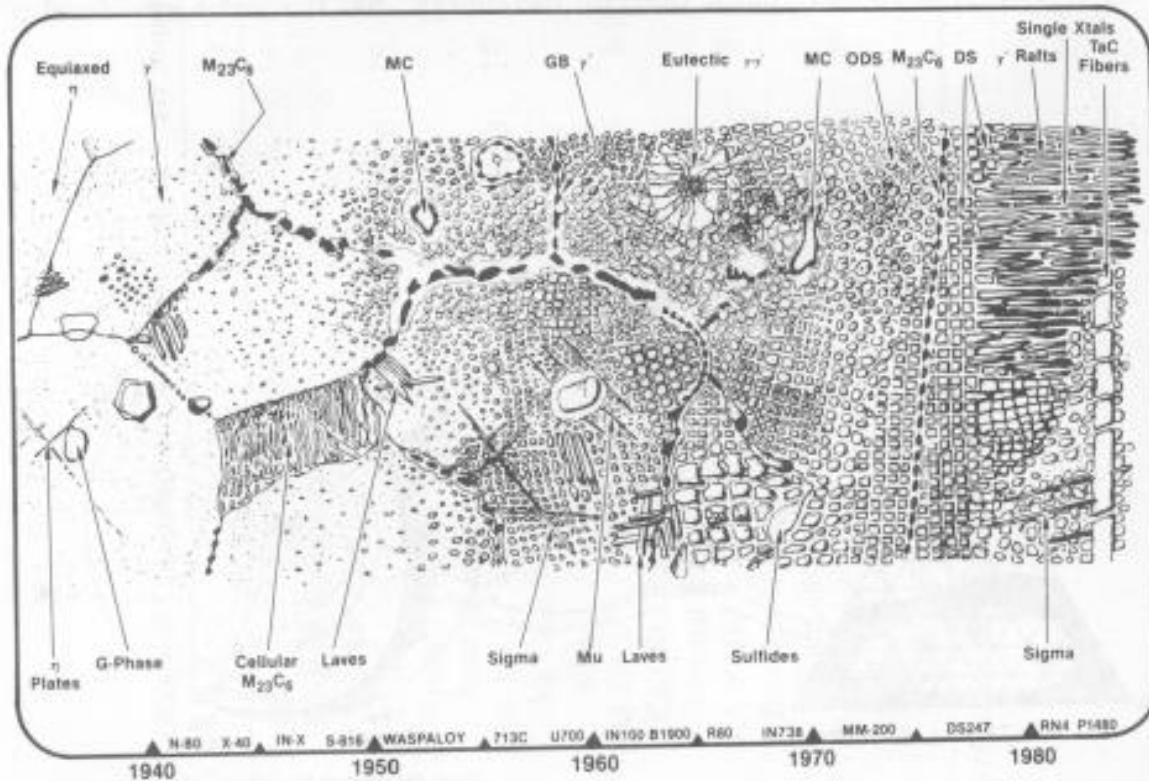 Single Xtals
Equiaxed γ' M23C6 MC GB γ' Eutectic γ-γ' MC ODS M23C6 DS γ' Rafts TaC
η Fibers
η G-Phase Cellular Laves Sigma Mu Laves Sulfides Sigma
Plates M23C6
N-80 X-40 IN-X S-816 WASPALOY 713C U700 IN100 B1900 R80 IN738 MM-200 DS247 RN4 P1480
1940 1950 1960 1970 1980